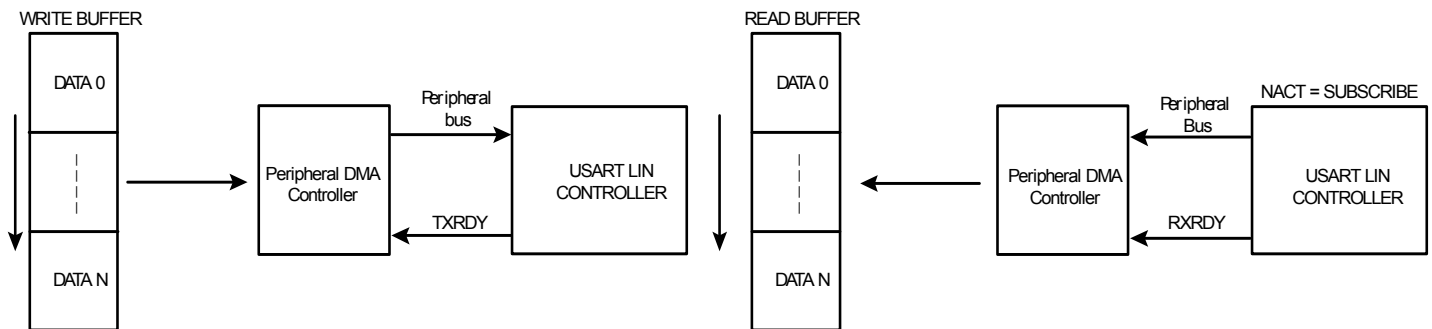 WRITE BUFFER
DATA 0
DATA N
Peripheral DMA
Controller
Peripheral
bus
TXRDY
USART LIN
CONTROLLER
READ BUFFER
DATA 0
DATA N
Peripheral DMA
Controller
Peripheral
Bus
RXRDY
NACT = SUBSCRIBE
USART LIN
CONTROLLER